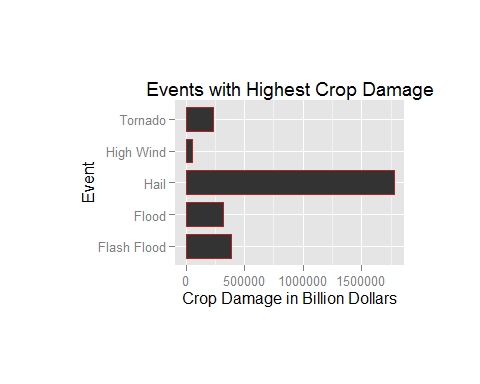 Events with Highest Crop Damage
Tornado
High Wind
Hail
Flood
Flash Flood
Event
0 500000 1000000 1500000
Crop Damage in Billion Dollars